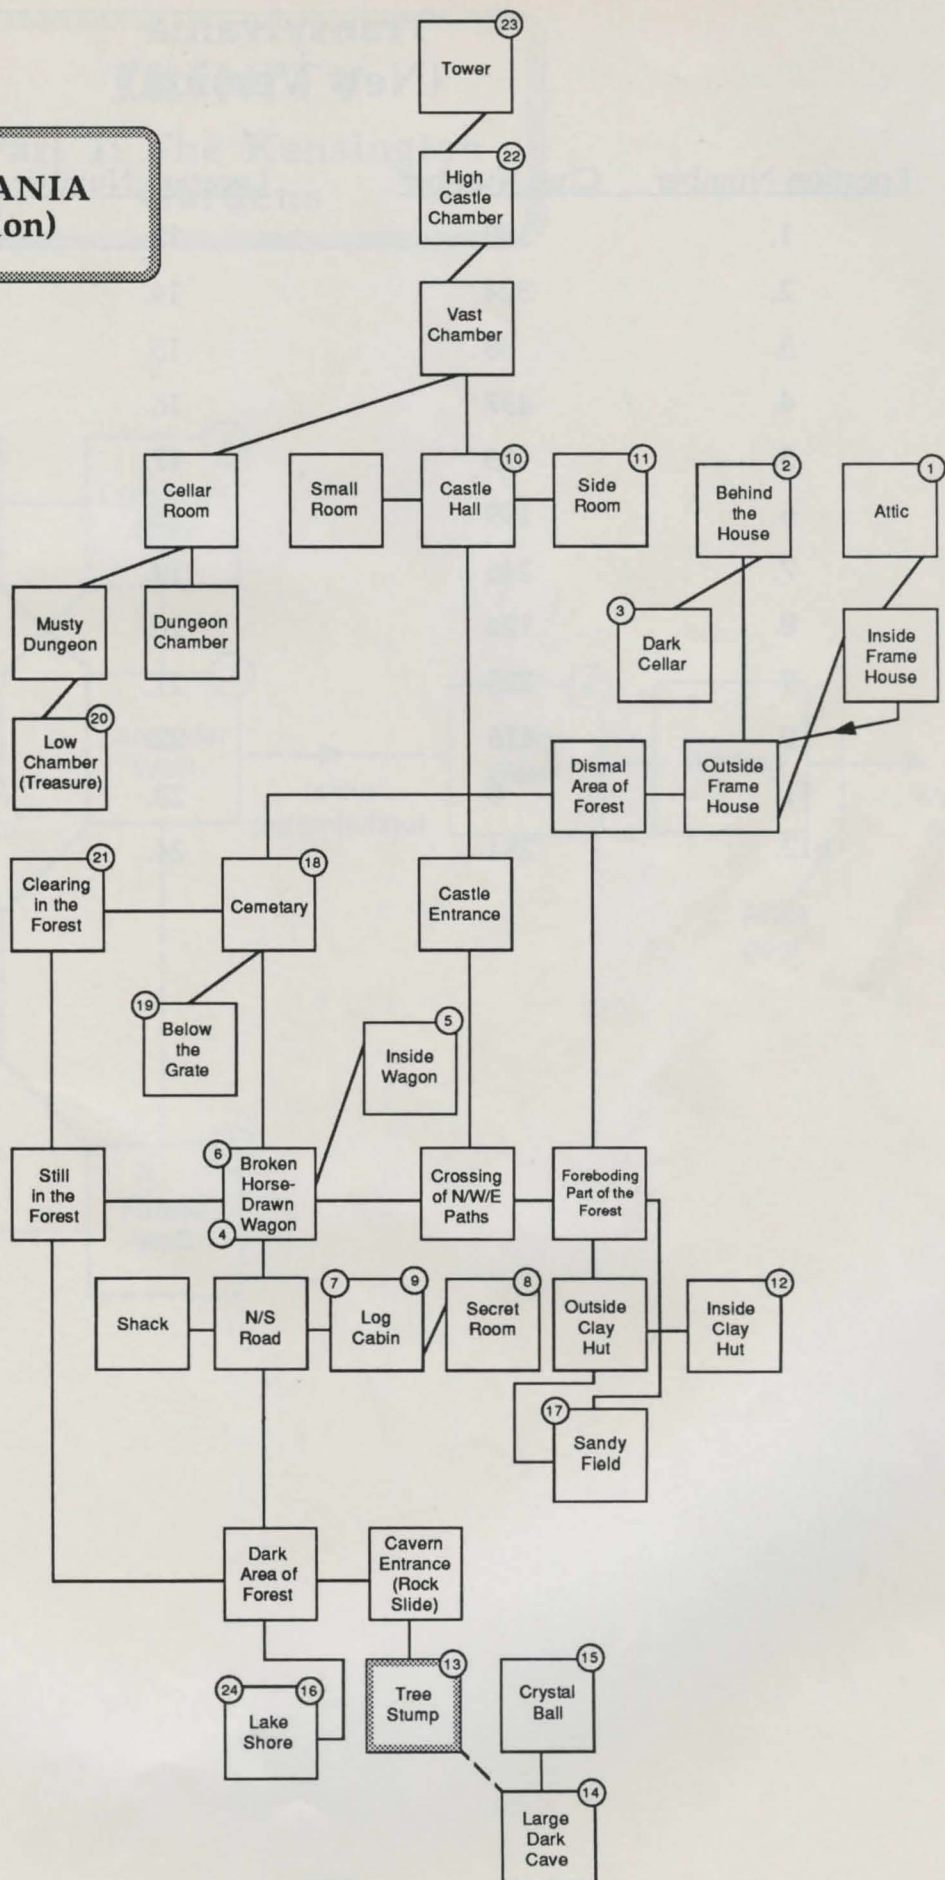 23
Tower
ANIA
on)
22
High
Castle
Chamber
Vast
Chamber
Cellar
Room
Small
Room
10
Castle
Hall
11
Side
Room
2
Behind
the
House
1
Attic
Musty
Dungeon
Dungeon
Chamber
3
Dark
Cellar
Inside
Frame
House
20
Low
Chamber
(Treasure)
Dismal
Area of
Forest
Outside
Frame
House
21
Clearing
in the
Forest
18
Cemetary
Castle
Entrance
19
Below
the
Grate
5
Inside
Wagon
Still
in the
Forest
6
Broken
Horse-
Drawn
Wagon
4
Crossing
of N/W/E
Paths
Foreboding
Part of the
Forest
Shack
N/S
Road
7
9
Log
Cabin
8
Secret
Room
Outside
Clay
Hut
12
Inside
Clay
Hut
17
Sandy
Field
Dark
Area of
Forest
Cavern
Entrance
(Rock
Slide)
24
16
Lake
Shore
13
Tree
Stump
15
Crystal
Ball
14
Large
Dark
Cave